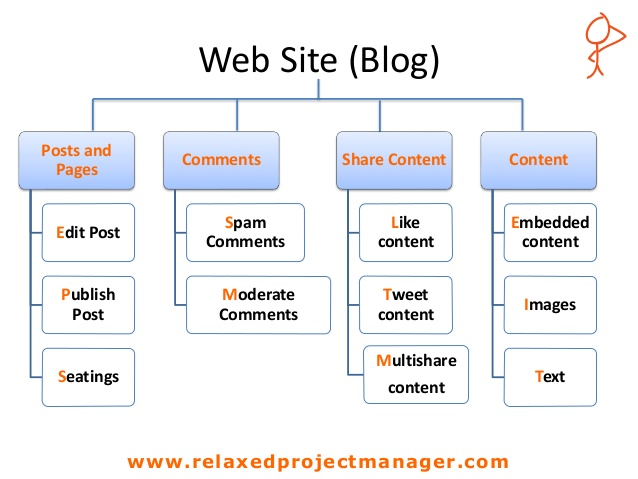 Web Site (Blog)
Posts and
Pages
Edit Post
Publish
Post
Seatings
Comments
Spam
Comments
Moderate
Comments
Share Content
Like
content
Tweet
content
Multishare
content
Content
Embedded
content
Images
Text
www.relaxedprojectmanager.com